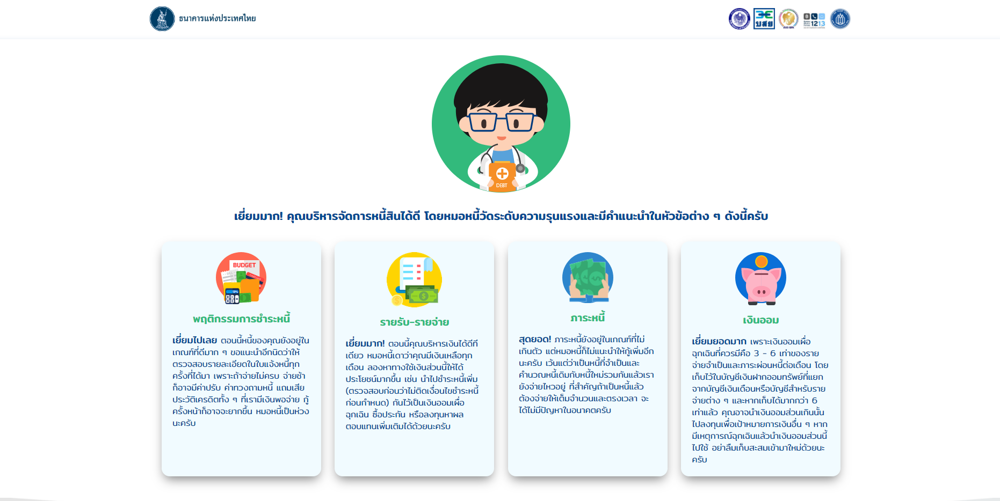 ธนาคารแห่งประเทศไทย
บสย
1213
DEBT
เยี่ยมมาก! คุณบริหารจัดการหนี้สินได้ดี โดยหมอหนี้วัดระดับความรุนแรงและมีคำแนะนำในหัวข้อต่าง ๆ ดังนี้ครับ
BUDGET
พฤติกรรมการชำระหนี้
เยี่ยมไปเลย ตอนนี้หนี้ของคุณยังอยู่ใน
เกณฑ์ที่ดีมาก ๆ ขอแนะนำอีกนิดว่าให้
ตรวจสอบรายละเอียดในใบแจ้งหนี้ทุก
ครั้งที่ได้มา เพราะถ้าจ่ายไม่ครบ จ่ายช้า
ก็อาจมีค่าปรับ ค่าทวงถามหนี้ แถมเสีย
ประวัติเครดิตทั้ง ๆ ที่เรามีเงินพอจ่าย กู้
ครั้งหน้าก็อาจจะยากขึ้น หมอหนี้เป็นห่วง
นะครับ
รายรับ-รายจ่าย
เยี่ยมมาก! ตอนนี้คุณบริหารเงินได้ดีที
เดียว หมอหนี้เดาว่าคุณมีเงินเหลือทุก
เดือน ลองหาทางใช้เงินส่วนนี้ให้ได้
ประโยชน์มากขึ้น เช่น นำไปชำระหนี้เพิ่ม
(ตรวจสอบก่อนว่าไม่ติดเงื่อนไขชำระหนี้
ก่อนกำหนด) กันไว้เป็นเงินออมเผื่อ
ฉุกเฉิน ซื้อประกัน หรือลงทุนหาผล
ตอบแทนเพิ่มเติมได้ด้วยนะครับ
ภาระหนี้
สุดยอด! ภาระหนี้ยังอยู่ในเกณฑ์ที่ไม่
เกินตัว แต่หมอหนี้ก็ไม่แนะนำให้กู้เพิ่มอีก
นะครับ เว้นแต่ว่าเป็นหนี้ที่จำเป็นและ
คำนวณหนี้เดิมกับหนี้ใหม่รวมกันแล้วเรา
ยังจ่ายไหวอยู่ ที่สำคัญถ้าเป็นหนี้แล้ว
ต้องจ่ายให้เต็มจำนวนและตรงเวลา จะ
ได้ไม่มีปัญหาในอนาคตครับ
เงินออม
เยี่ยมยอดมาก เพราะเงินออมเผื่อ
ฉุกเฉินที่ควรมีคือ 3 - 6 เท่าของราย
จ่ายจำเป็นและภาระผ่อนหนี้ต่อเดือน โดย
เก็บไว้ในบัญชีเงินฝากออมทรัพย์ที่แยก
จากบัญชีเงินเดือนหรือบัญชีสำหรับราย
จ่ายต่าง ๆ และหากเก็บได้มากกว่า 6
เท่าแล้ว คุณอาจนำเงินออมส่วนเกินนั้น
ไปลงทุนเพื่อเป้าหมายการเงินอื่น ๆ หาก
มีเหตุการณ์ฉุกเฉินแล้วนำเงินออมส่วนนี้
ไปใช้ อย่าลืมเก็บสะสมเข้ามาใหม่ด้วยนะ
ครับ